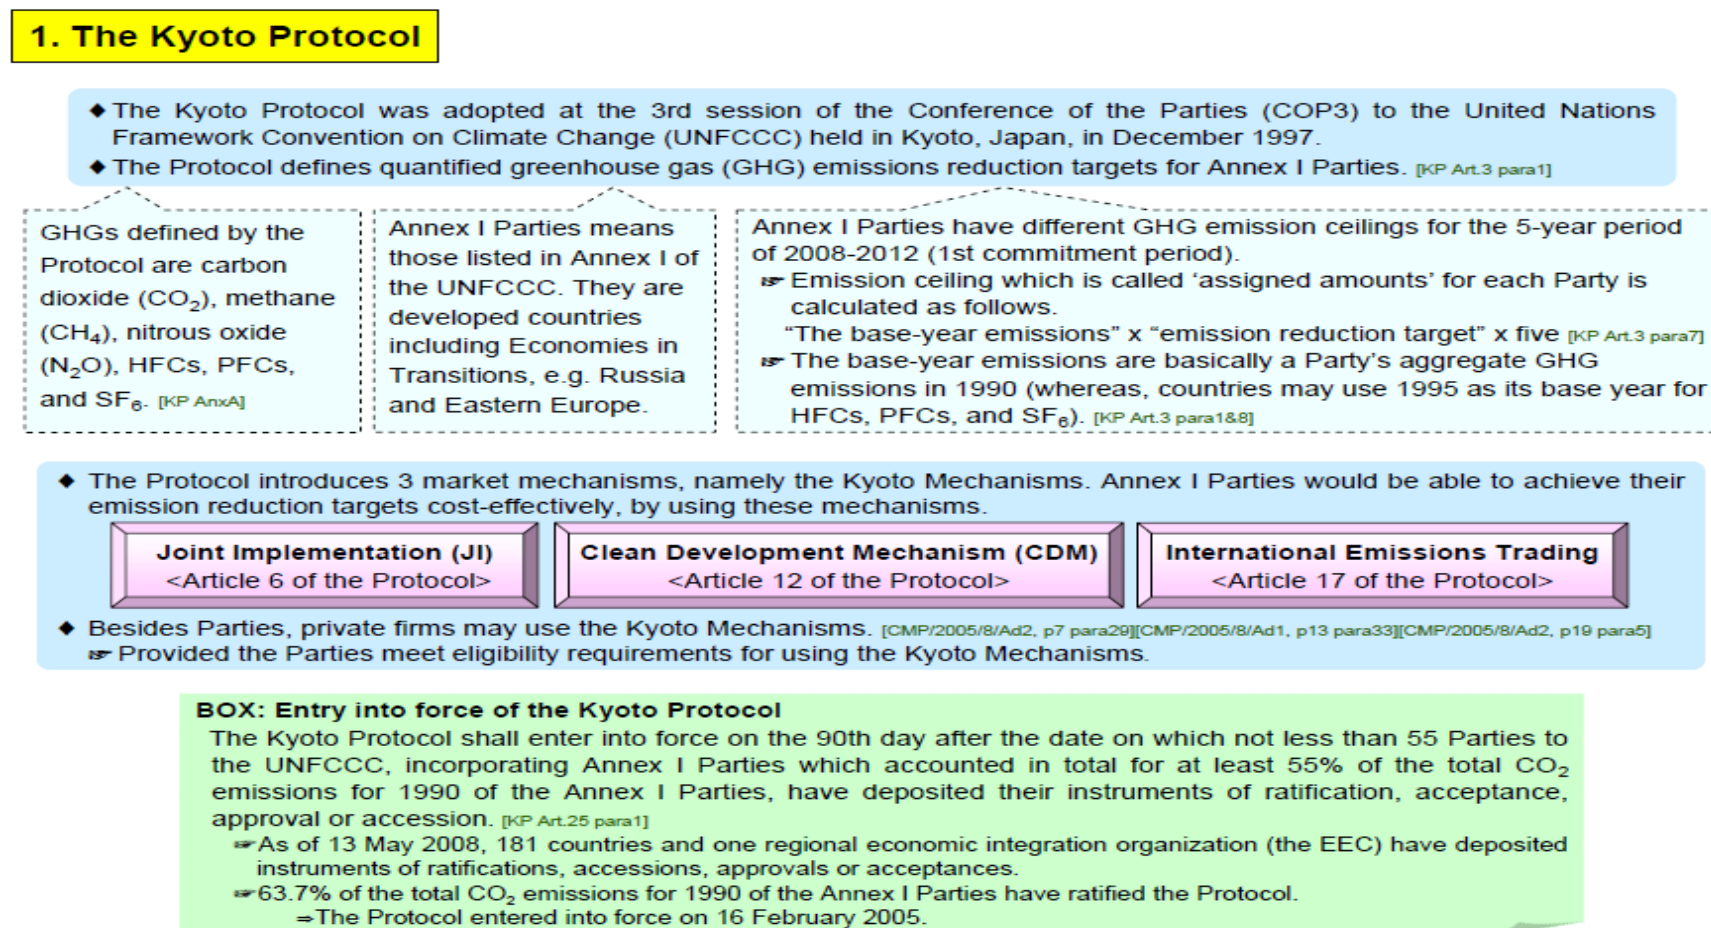 1. The Kyoto Protocol
◆ The Kyoto Protocol was adopted at the 3rd session of the Conference of the Parties (COP3) to the United Nations
Framework Convention on Climate Change (UNFCCC) held in Kyoto, Japan, in December 1997.
◆ The Protocol defines quantified greenhouse gas (GHG) emissions reduction targets for Annex I Parties. [KP Art.3 para1]
GHGs defined by the
Protocol are carbon
dioxide (CO₂), methane
(CH₄), nitrous oxide
(N₂O), HFCs, PFCs,
and SF₆. [KP AnxA]
Annex I Parties means
those listed in Annex I of
the UNFCCC. They are
developed countries
including Economies in
Transitions, e.g. Russia
and Eastern Europe.
Annex I Parties have different GHG emission ceilings for the 5-year period
of 2008-2012 (1st commitment period).
☞ Emission ceiling which is called ‘assigned amounts’ for each Party is
calculated as follows.
“The base-year emissions” x “emission reduction target” x five [KP Art.3 para7]
☞ The base-year emissions are basically a Party’s aggregate GHG
emissions in 1990 (whereas, countries may use 1995 as its base year for
HFCs, PFCs, and SF₆). [KP Art.3 para1&8]
◆ The Protocol introduces 3 market mechanisms, namely the Kyoto Mechanisms. Annex I Parties would be able to achieve their
emission reduction targets cost-effectively, by using these mechanisms.
Joint Implementation (JI)
<Article 6 of the Protocol>
Clean Development Mechanism (CDM)
<Article 12 of the Protocol>
International Emissions Trading
<Article 17 of the Protocol>
◆ Besides Parties, private firms may use the Kyoto Mechanisms. [CMP/2005/8/Ad2, p7 para29][CMP/2005/8/Ad1, p13 para33][CMP/2005/8/Ad2, p19 para5]
☞ Provided the Parties meet eligibility requirements for using the Kyoto Mechanisms.
BOX: Entry into force of the Kyoto Protocol
The Kyoto Protocol shall enter into force on the 90th day after the date on which not less than 55 Parties to
the UNFCCC, incorporating Annex I Parties which accounted in total for at least 55% of the total CO₂
emissions for 1990 of the Annex I Parties, have deposited their instruments of ratification, acceptance,
approval or accession. [KP Art.25 para1]
☞ As of 13 May 2008, 181 countries and one regional economic integration organization (the EEC) have deposited
instruments of ratifications, accessions, approvals or acceptances.
☞ 63.7% of the total CO₂ emissions for 1990 of the Annex I Parties have ratified the Protocol.
⇒ The Protocol entered into force on 16 February 2005.